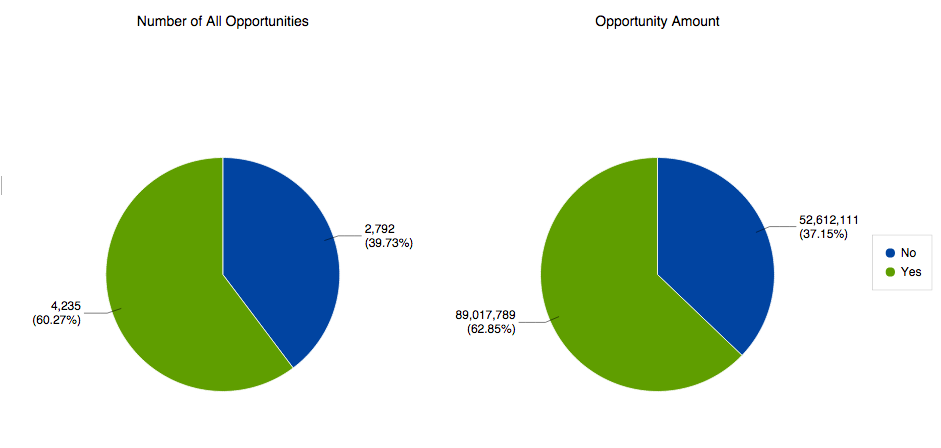 Number of All Opportunities
2,792
(39.73%)
4,235
(60.27%)
Opportunity Amount
52,612,111
(37.15%)
89,017,789
(62.85%)
No
Yes